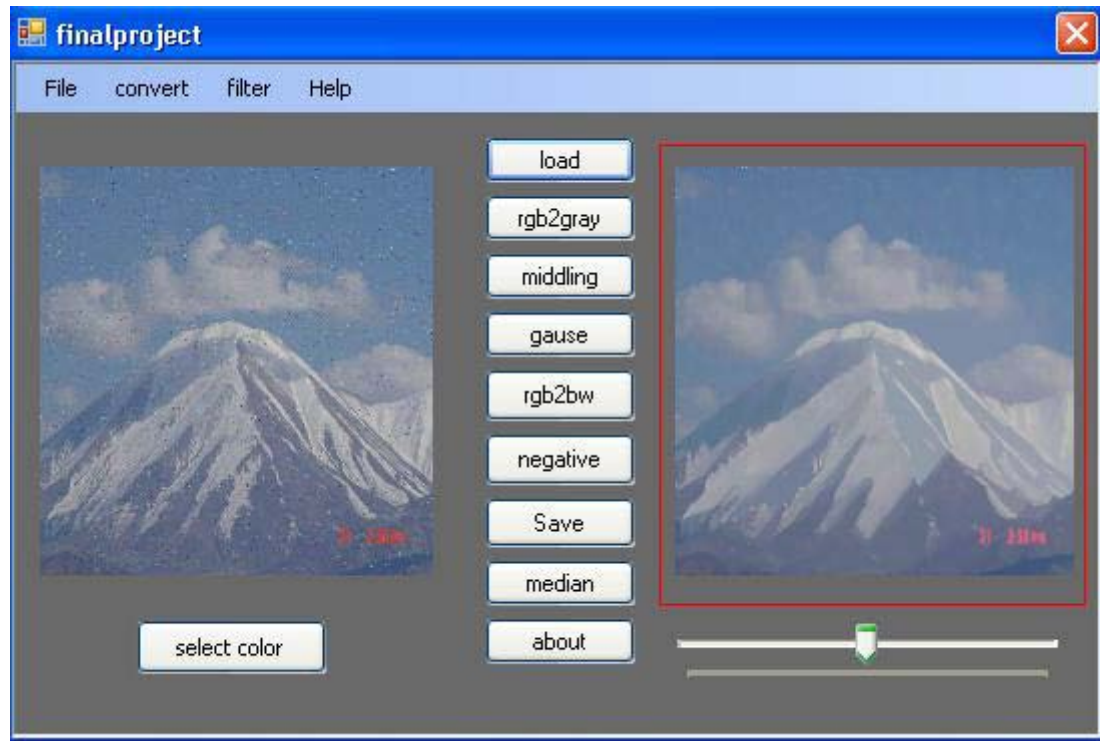 finalproject
File convert filter Help
load
rgb2gray
middling
gause
rgb2bw
negative
Save
median
about
select color